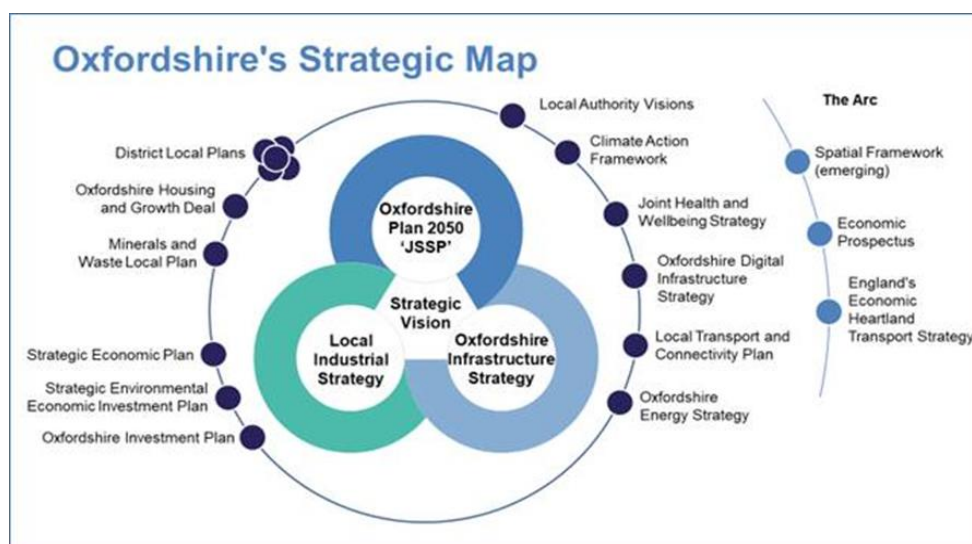 Oxfordshire's Strategic Map
District Local Plans
Oxfordshire Housing
and Growth Deal
Minerals and
Waste Local Plan
Strategic Economic Plan
Strategic Environmental
Economic Investment Plan
Oxfordshire Investment Plan
Oxfordshire
Plan 2050
‘JSSP’
Strategic
Vision
Local
Industrial
Strategy
Oxfordshire
Infrastructure
Strategy
Local Authority Visions
Climate Action
Framework
Joint Health and
Wellbeing Strategy
Oxfordshire Digital
Infrastructure
Strategy
Local Transport and
Connectivity Plan
Oxfordshire
Energy Strategy
The Arc
Spatial Framework
(emerging)
Economic
Prospectus
England's
Economic
Heartland
Transport Strategy